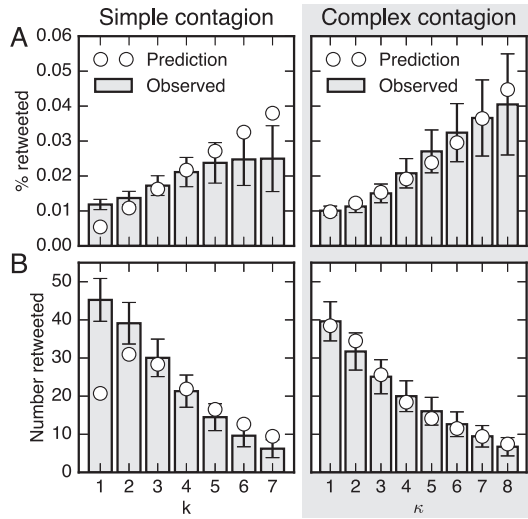 Simple contagion
Complex contagion
A
% retweeted
0.06
0.05
0.04
0.03
0.02
0.01
0.00
Prediction
Observed
Prediction
Observed
B
Number retweeted
50
40
30
20
10
0
1 2 3 4 5 6 7
k
1 2 3 4 5 6 7 8
κ